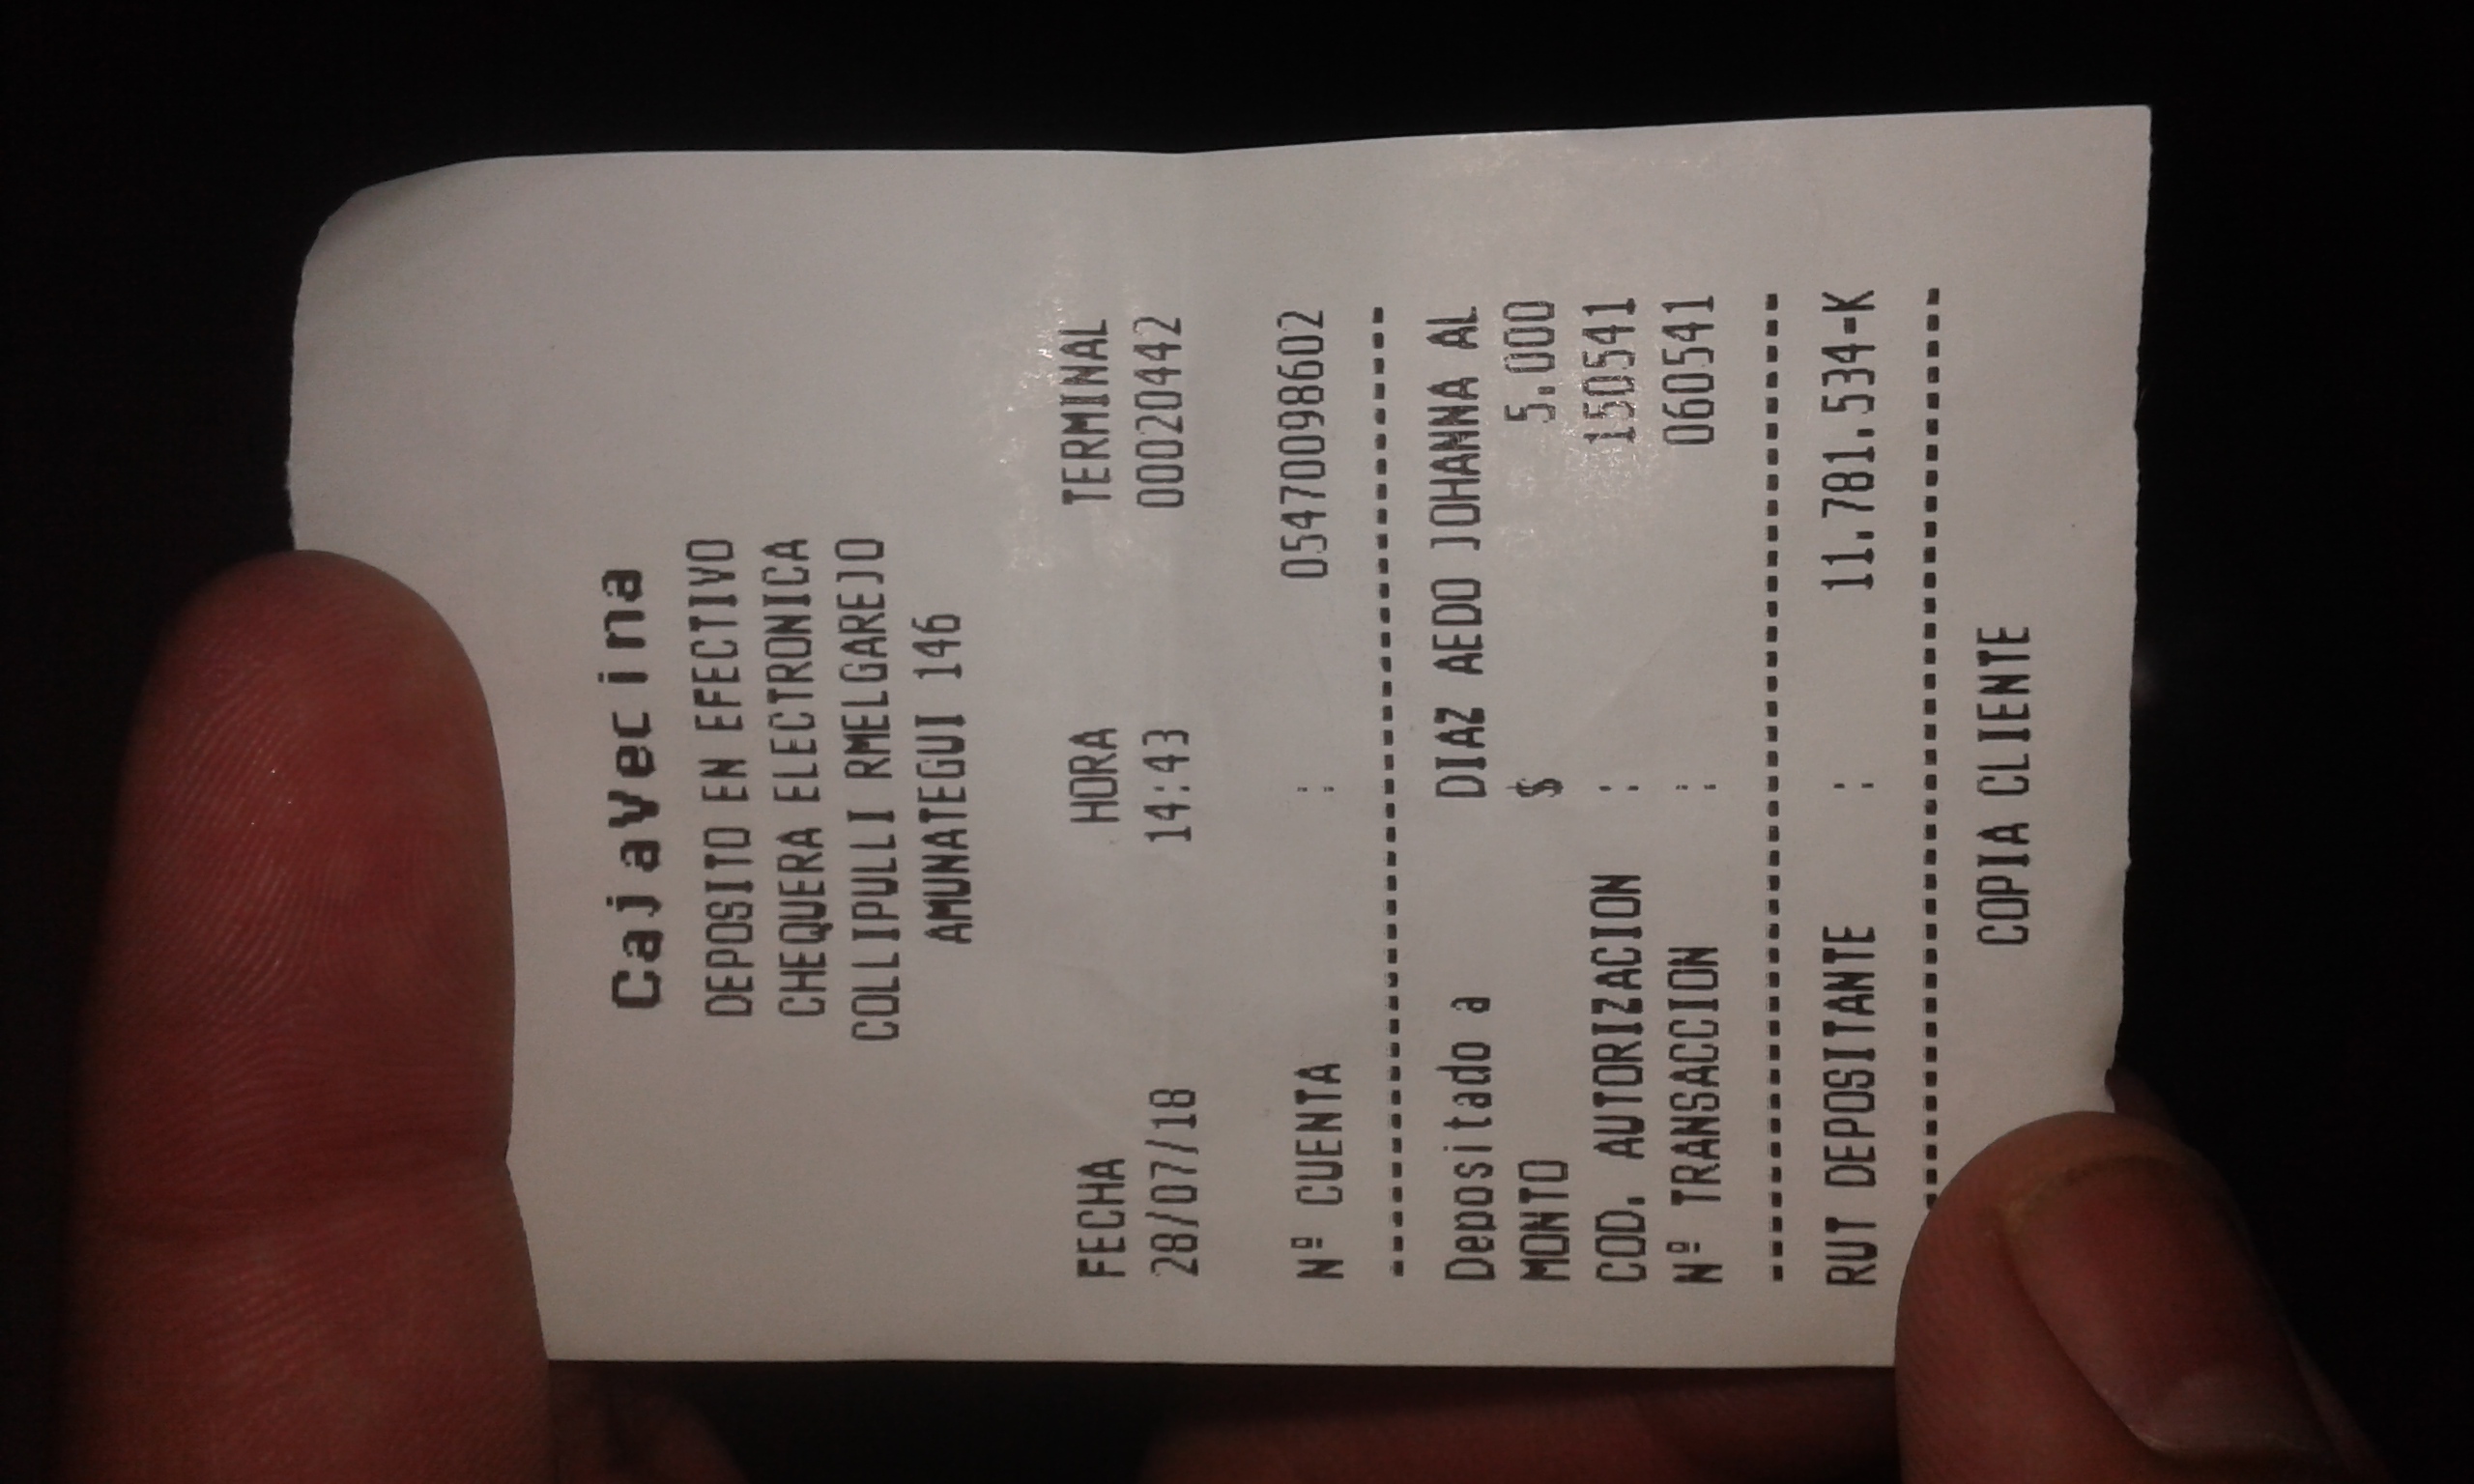 CajaVecina
DEPOSITO EN EFECTIVO
CHEQUERA ELECTRONICA
COLLIPULLI RMELGAREJO
AMUNATEGUI 146
FECHA HORA TERMINAL
28/07/18 14:43 00020442
Nº CUENTA : 05470098602
--------------------------------
Depositado a DIAZ AEDO JOHANNA AL
MONTO $ 5.000
COD. AUTORIZACION : 150541
Nº TRANSACCION : 060541
--------------------------------
RUT DEPOSITANTE : 11.781.534-K
--------------------------------
COPIA CLIENTE